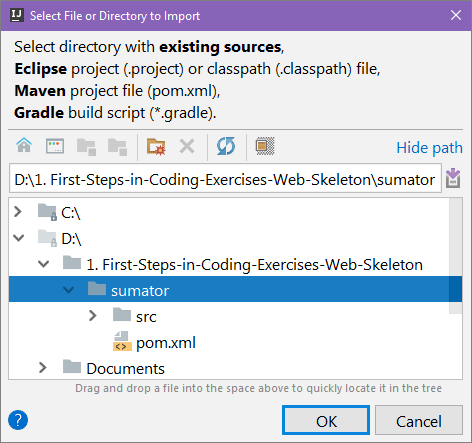 IJ Select File or Directory to Import
Select directory with existing sources,
Eclipse project (.project) or classpath (.classpath) file,
Maven project file (pom.xml),
Gradle build script (*.gradle).
Hide path
D:\1. First-Steps-in-Coding-Exercises-Web-Skeleton\sumator
C:\
D:\
1. First-Steps-in-Coding-Exercises-Web-Skeleton
sumator
src
pom.xml
Documents
Drag and drop a file into the space above to quickly locate it in the tree
? OK Cancel